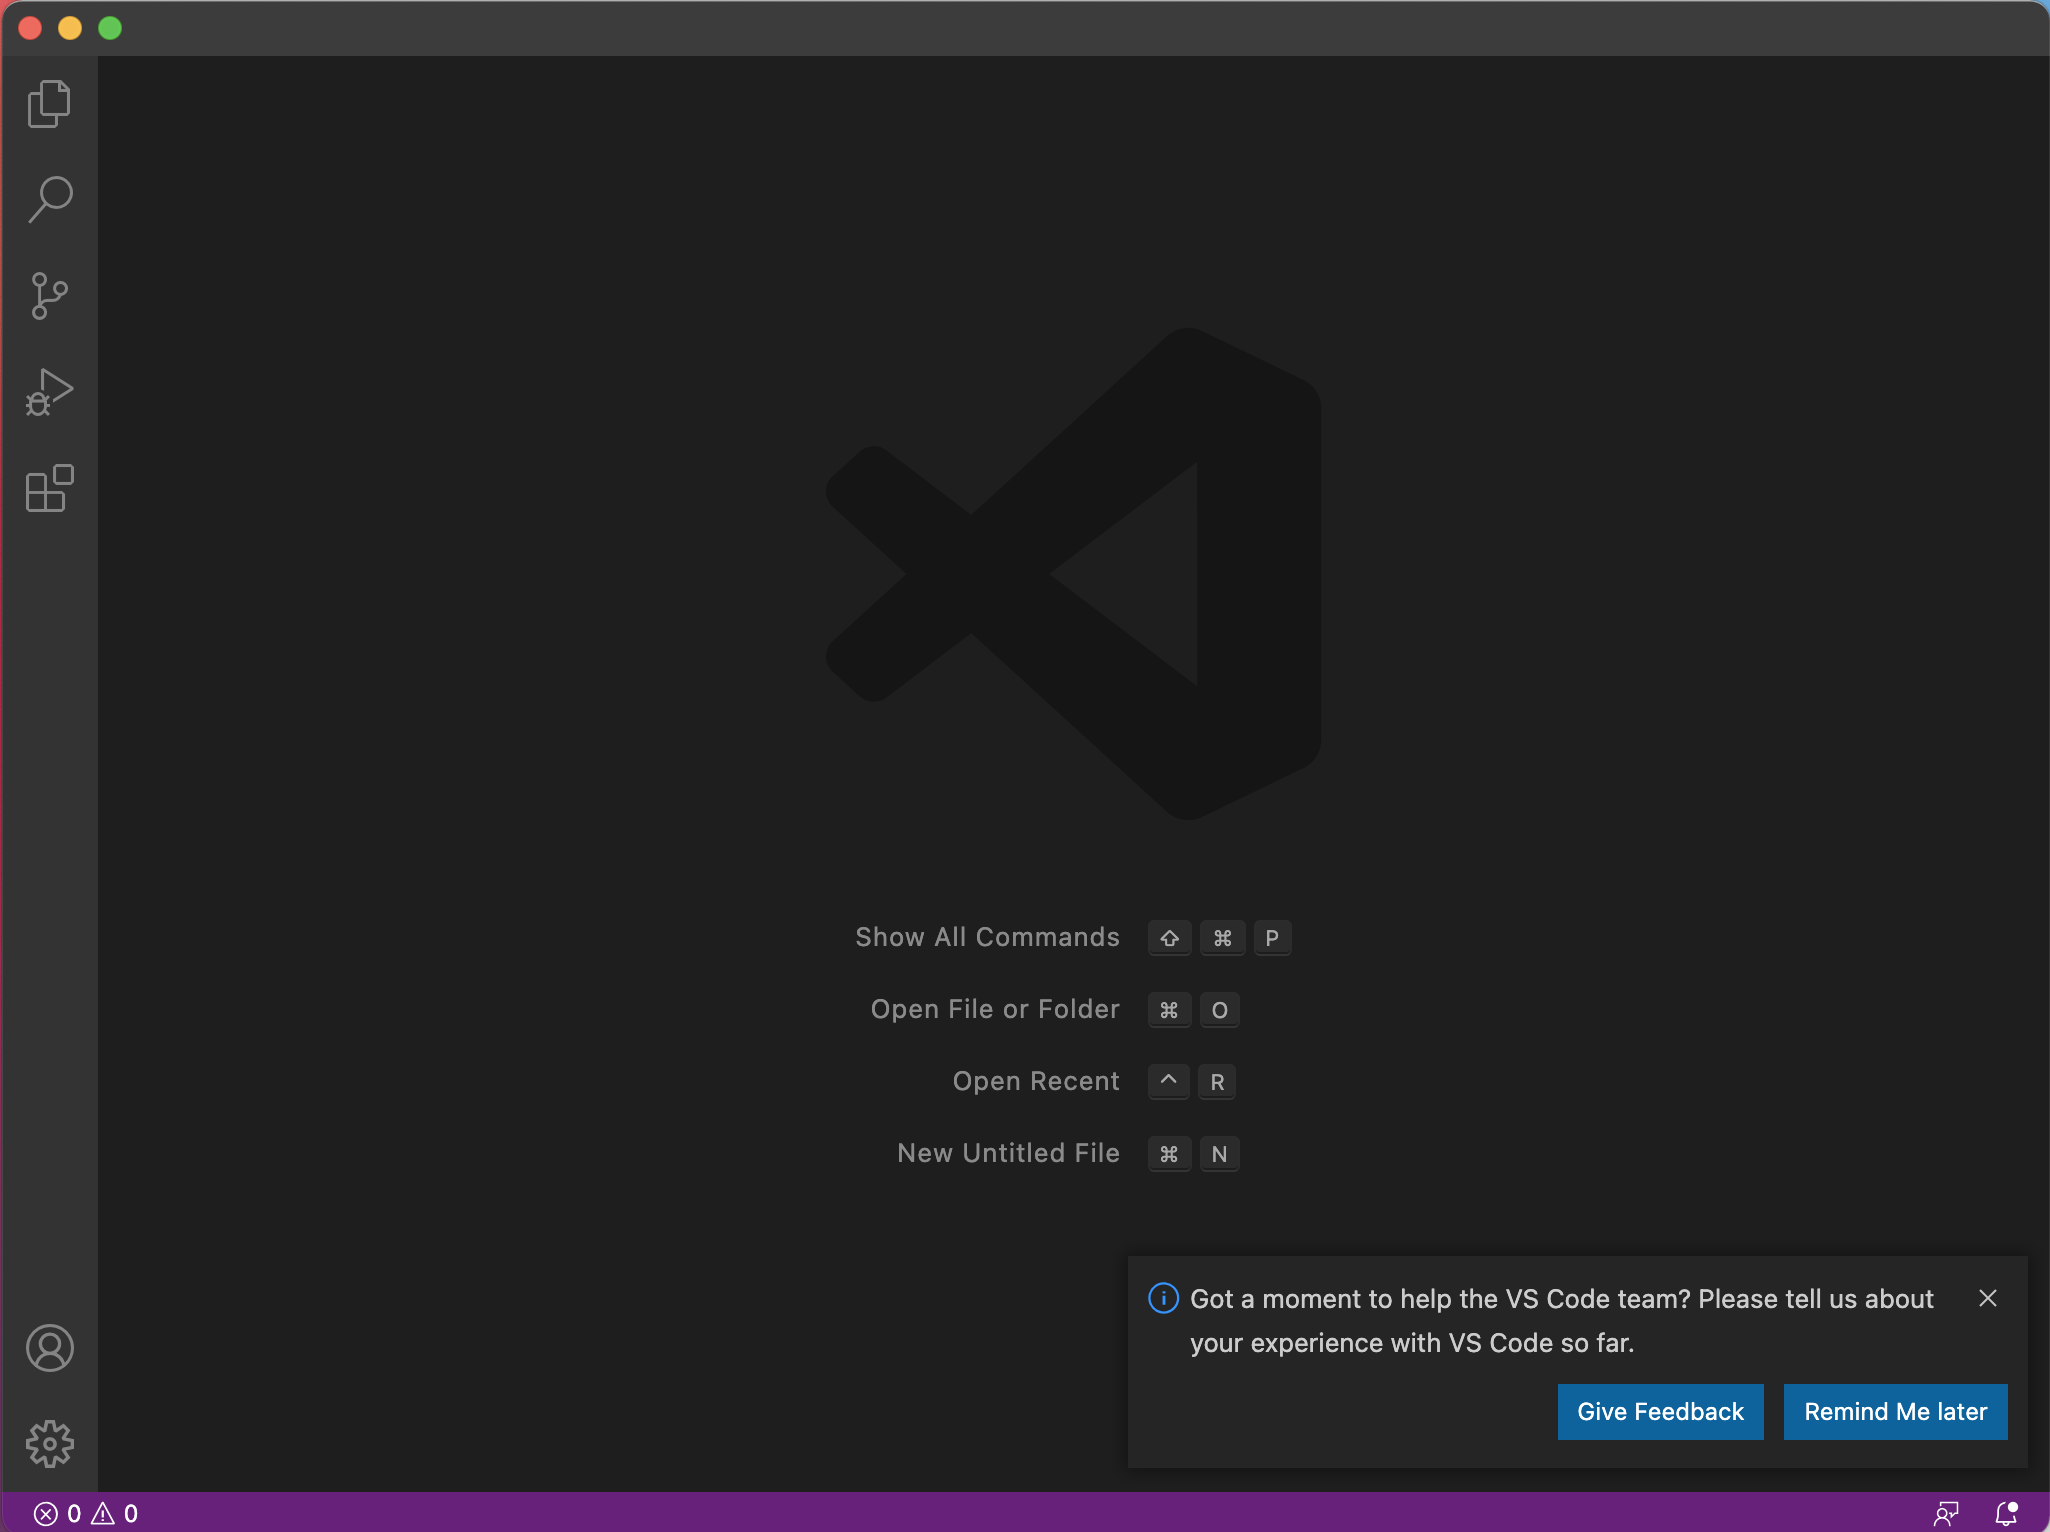 Show All Commands ⇧ ⌘ P
Open File or Folder ⌘ O
Open Recent ^ R
New Untitled File ⌘ N
Got a moment to help the VS Code team? Please tell us about
your experience with VS Code so far.
Give Feedback Remind Me later
0 0